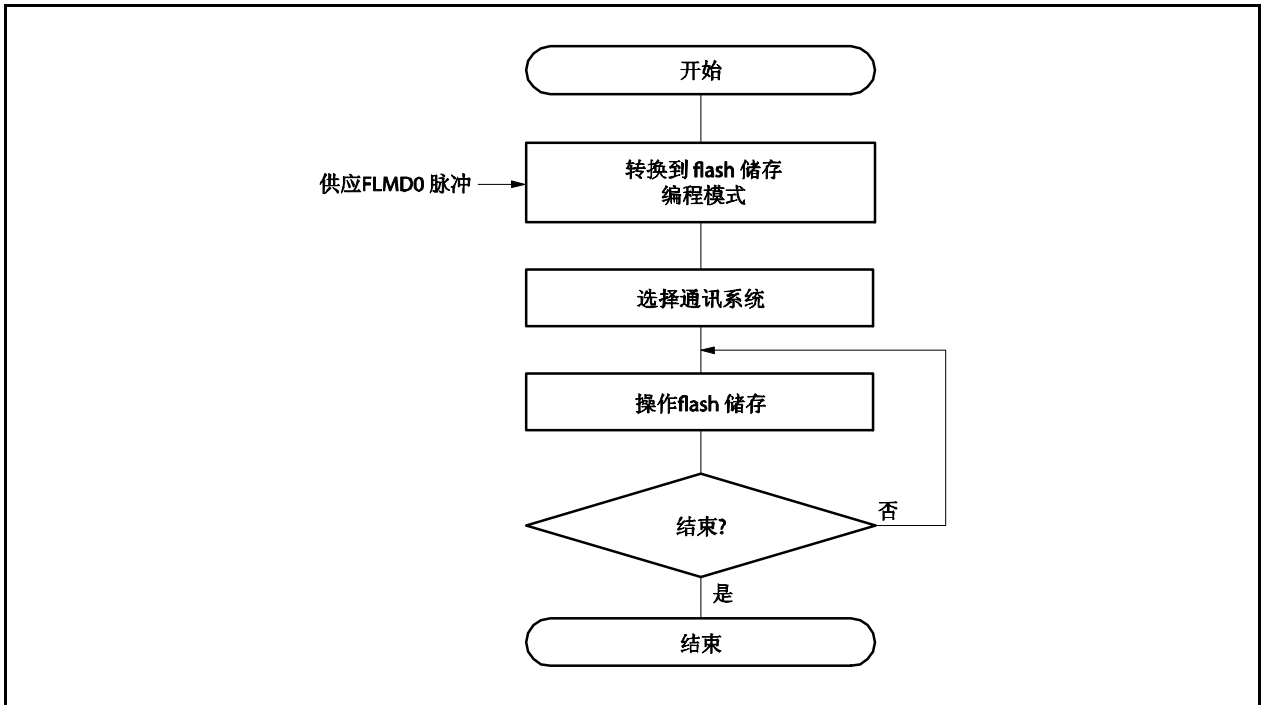 开始
供应FLMD0 脉冲
转换到 flash 储存
编程模式
选择通讯系统
操作flash 储存
结束?
否
是
结束